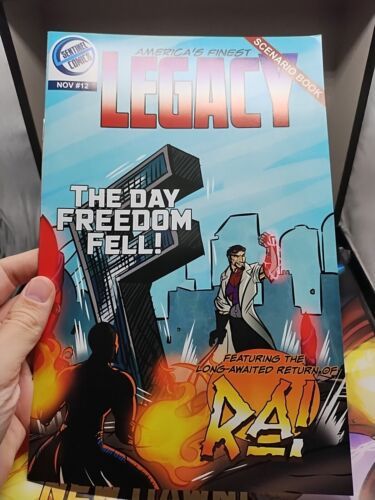 SENTINEL
COMICS
NOV #12
AMERICA'S FINEST
LEGACY
SCENARIO BOOK
THE DAY
FREEDOM
FELL!
FEATURING THE
LONG-AWAITED RETURN OF
RA!